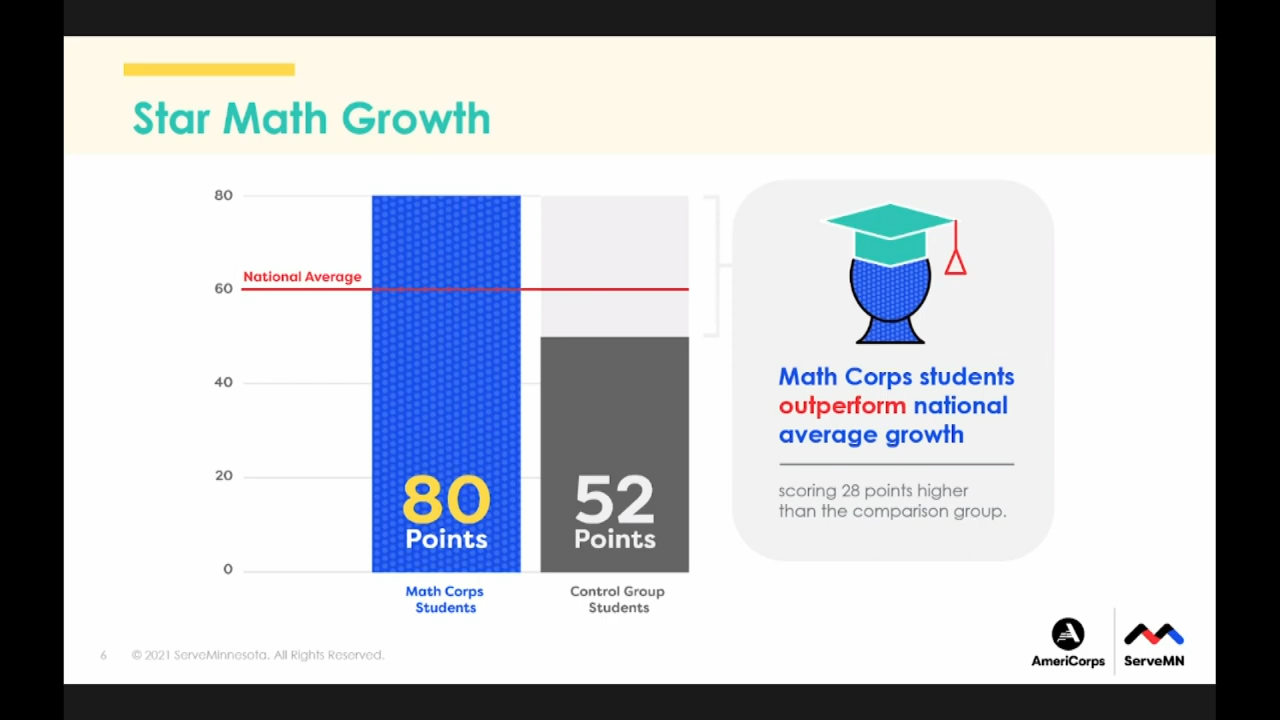 Star Math Growth
80
National Average
60
40
20
0
80
Points
52
Points
Math Corps
Students
Control Group
Students
Math Corps students
outperform national
average growth
scoring 28 points higher
than the comparison group.
6
© 2021 ServeMinnesota. All Rights Reserved.
AmeriCorps
ServeMN